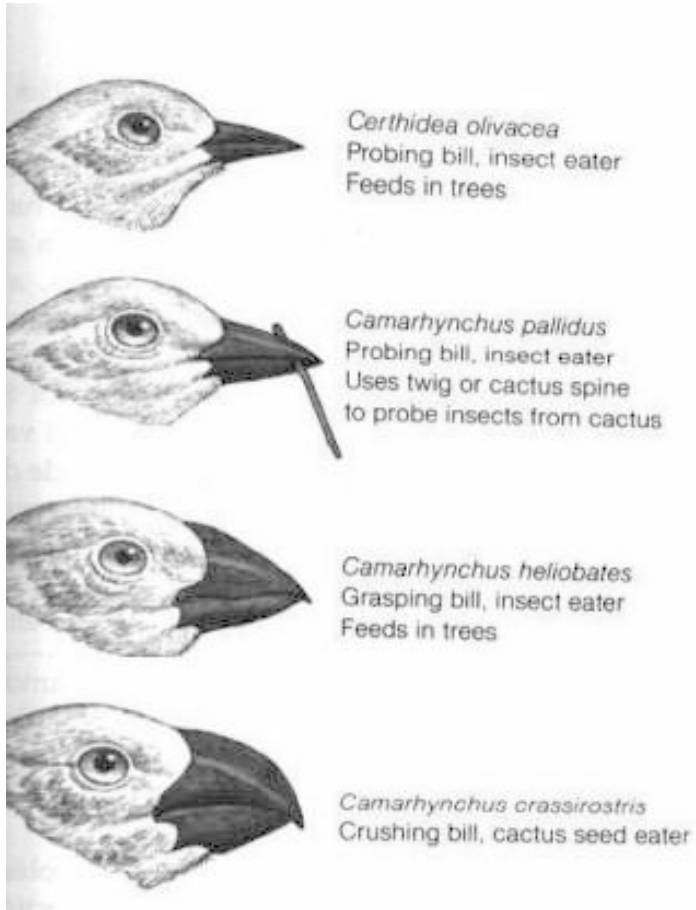 Certhidea olivacea
Probing bill, insect eater
Feeds in trees
Camarhynchus pallidus
Probing bill, insect eater
Uses twig or cactus spine
to probe insects from cactus
Camarhynchus heliobates
Grasping bill, insect eater
Feeds in trees
Camarhynchus crassirostris
Crushing bill, cactus seed eater